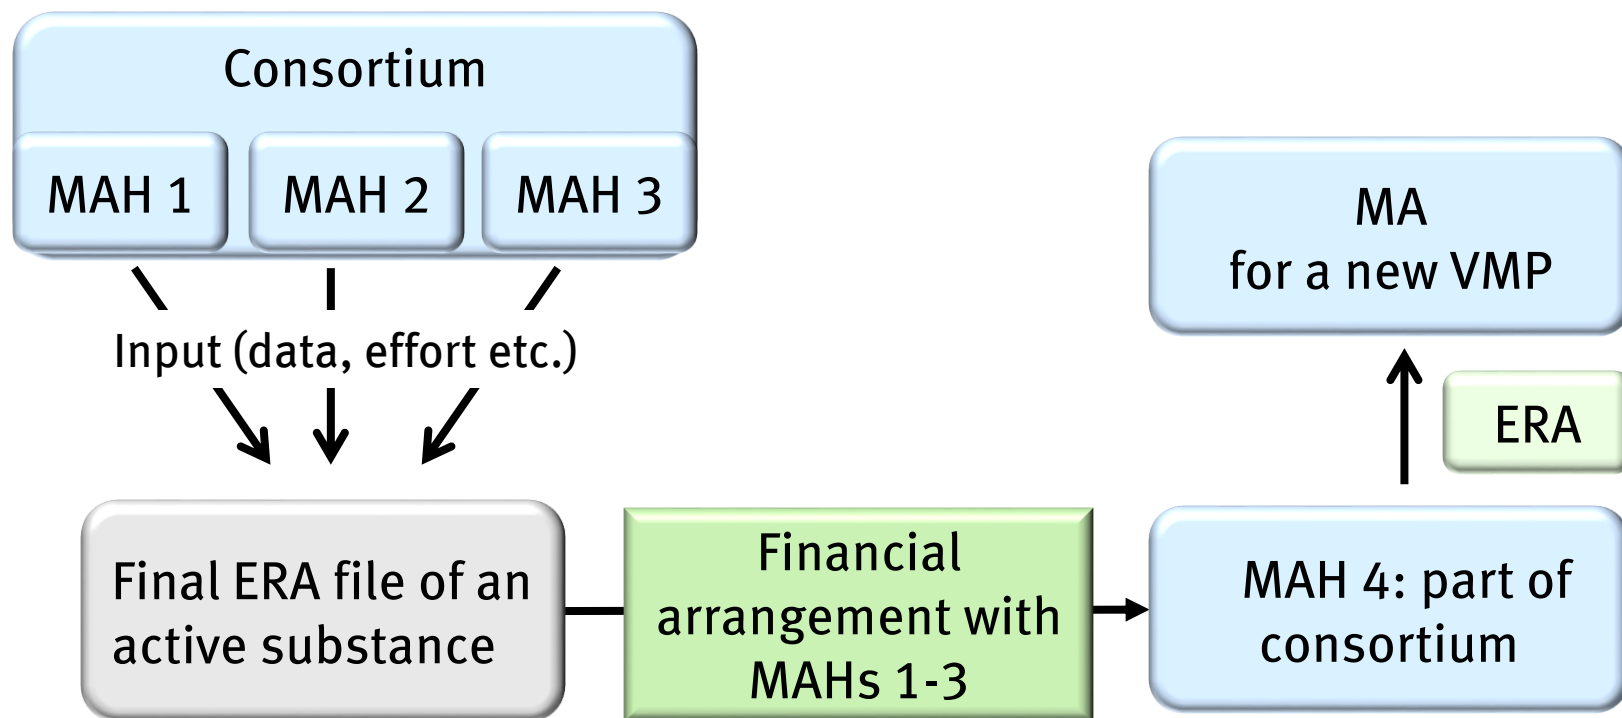 Consortium
MAH 1
MAH 2
MAH 3
Input (data, effort etc.)
Final ERA file of an
active substance
Financial
arrangement with
MAHs 1-3
MAH 4: part of
consortium
ERA
MA
for a new VMP